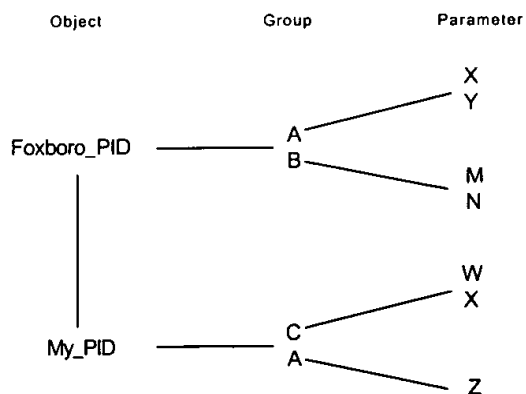 Object Group Parameter
X
Y
Foxboro_PID A
B
M
N
W
X
My_PID C
A
Z